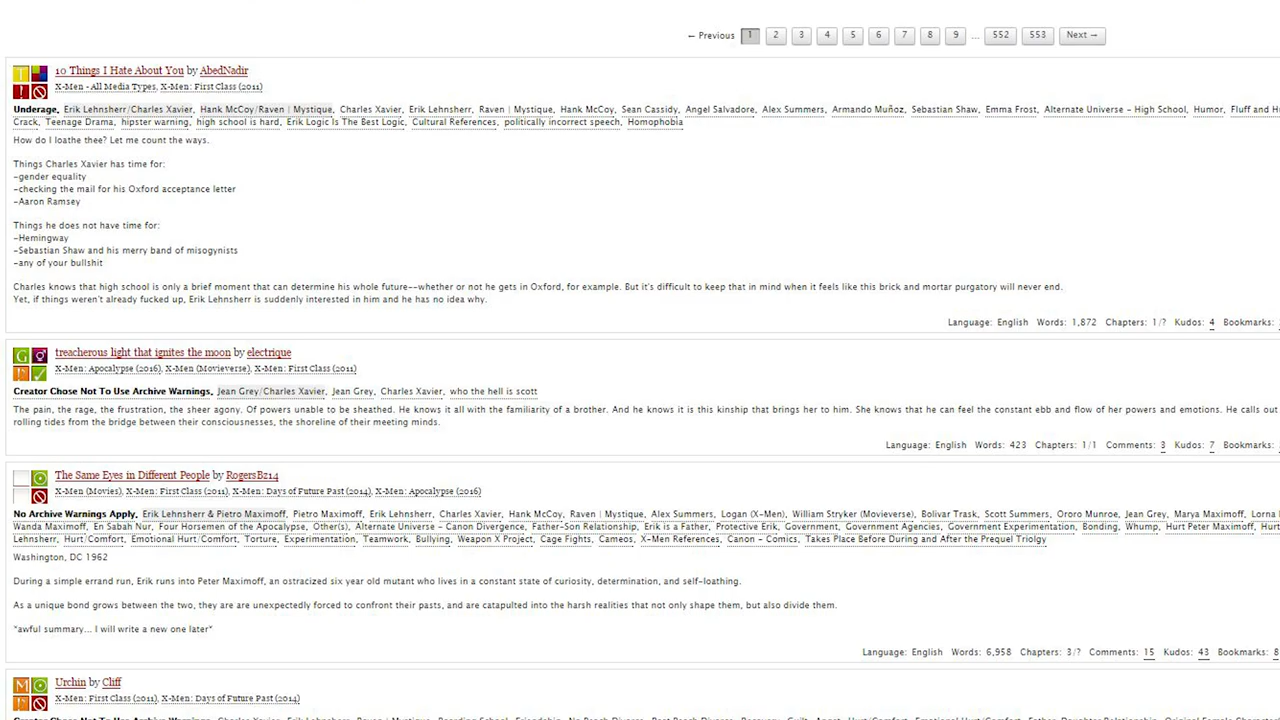 ← Previous 1 2 3 4 5 6 7 8 9 ... 552 553 Next →
10 Things I Hate About You by AbedNadir
X-Men - All Media Types, X-Men: First Class (2011)
Underage, Erik Lehnsherr/Charles Xavier, Hank McCoy/Raven | Mystique, Charles Xavier, Erik Lehnsherr, Raven | Mystique, Hank McCoy, Sean Cassidy, Angel Salvadore, Alex Summers, Armando Muñoz, Sebastian Shaw, Emma Frost, Alternate Universe - High School, Humor, Fluff and H
Crack, Teenage Drama, hipster warning, high school is hard, Erik Logic Is The Best Logic, Cultural References, politically incorrect speech, Homophobia
How do I loathe thee? Let me count the ways.
Things Charles Xavier has time for:
-gender equality
-checking the mail for his Oxford acceptance letter
-Aaron Ramsey
Things he does not have time for:
-Hemingway
-Sebastian Shaw and his merry band of misogynists
-any of your bullshit
Charles knows that high school is only a brief moment that can determine his whole future--whether or not he gets in Oxford, for example. But it's difficult to keep that in mind when it feels like this brick and mortar purgatory will never end.
Yet, if things weren't already fucked up, Erik Lehnsherr is suddenly interested in him and he has no idea why.
Language: English Words: 1,872 Chapters: 1/? Kudos: 4 Bookmarks:
treacherous light that ignites the moon by electrique
X-Men: Apocalypse (2016), X-Men (Movieverse), X-Men: First Class (2011)
Creator Chose Not To Use Archive Warnings, Jean Grey/Charles Xavier, Jean Grey, Charles Xavier, who the hell is scott
The pain, the rage, the frustration, the sheer agony. Of powers unable to be sheathed. He knows it all with the familiarity of a brother. And he knows it is this kinship that brings her to him. She knows that he can feel the constant ebb and flow of her powers and emotions. He calls out
rolling tides from the bridge between their consciousnesses, the shoreline of their meeting minds.
Language: English Words: 423 Chapters: 1/1 Comments: 3 Kudos: 7 Bookmarks:
The Same Eyes in Different People by RogersB214
X-Men (Movies), X-Men: First Class (2011), X-Men: Days of Future Past (2014), X-Men: Apocalypse (2016)
No Archive Warnings Apply, Erik Lehnsherr & Pietro Maximoff, Pietro Maximoff, Erik Lehnsherr, Charles Xavier, Hank McCoy, Raven | Mystique, Alex Summers, Logan (X-Men), William Stryker (Movieverse), Bolivar Trask, Scott Summers, Ororo Munroe, Jean Grey, Marya Maximoff, Lorna
Wanda Maximoff, En Sabah Nur, Four Horsemen of the Apocalypse, Other(s), Alternate Universe - Canon Divergence, Father-Son Relationship, Erik is a Father, Protective Erik, Government, Government Agencies, Government Experimentation, Bonding, Whump, Hurt Peter Maximoff, Hurt
Lehnsherr, Hurt/Comfort, Emotional Hurt/Comfort, Torture, Experimentation, Teamwork, Bullying, Weapon X Project, Cage Fights, Cameos, X-Men References, Canon - Comics, Takes Place Before During and After the Prequel Triolgy
Washington, DC 1962
During a simple errand run, Erik runs into Peter Maximoff, an ostracized six year old mutant who lives in a constant state of curiosity, determination, and self-loathing.
As a unique bond grows between the two, they are are unexpectedly forced to confront their pasts, and are catapulted into the harsh realities that not only shape them, but also divide them.
*awful summary... I will write a new one later*
Language: English Words: 6,958 Chapters: 3/? Comments: 15 Kudos: 43 Bookmarks: 8
Urchin by Cliff
X-Men: First Class (2011), X-Men: Days of Future Past (2014)